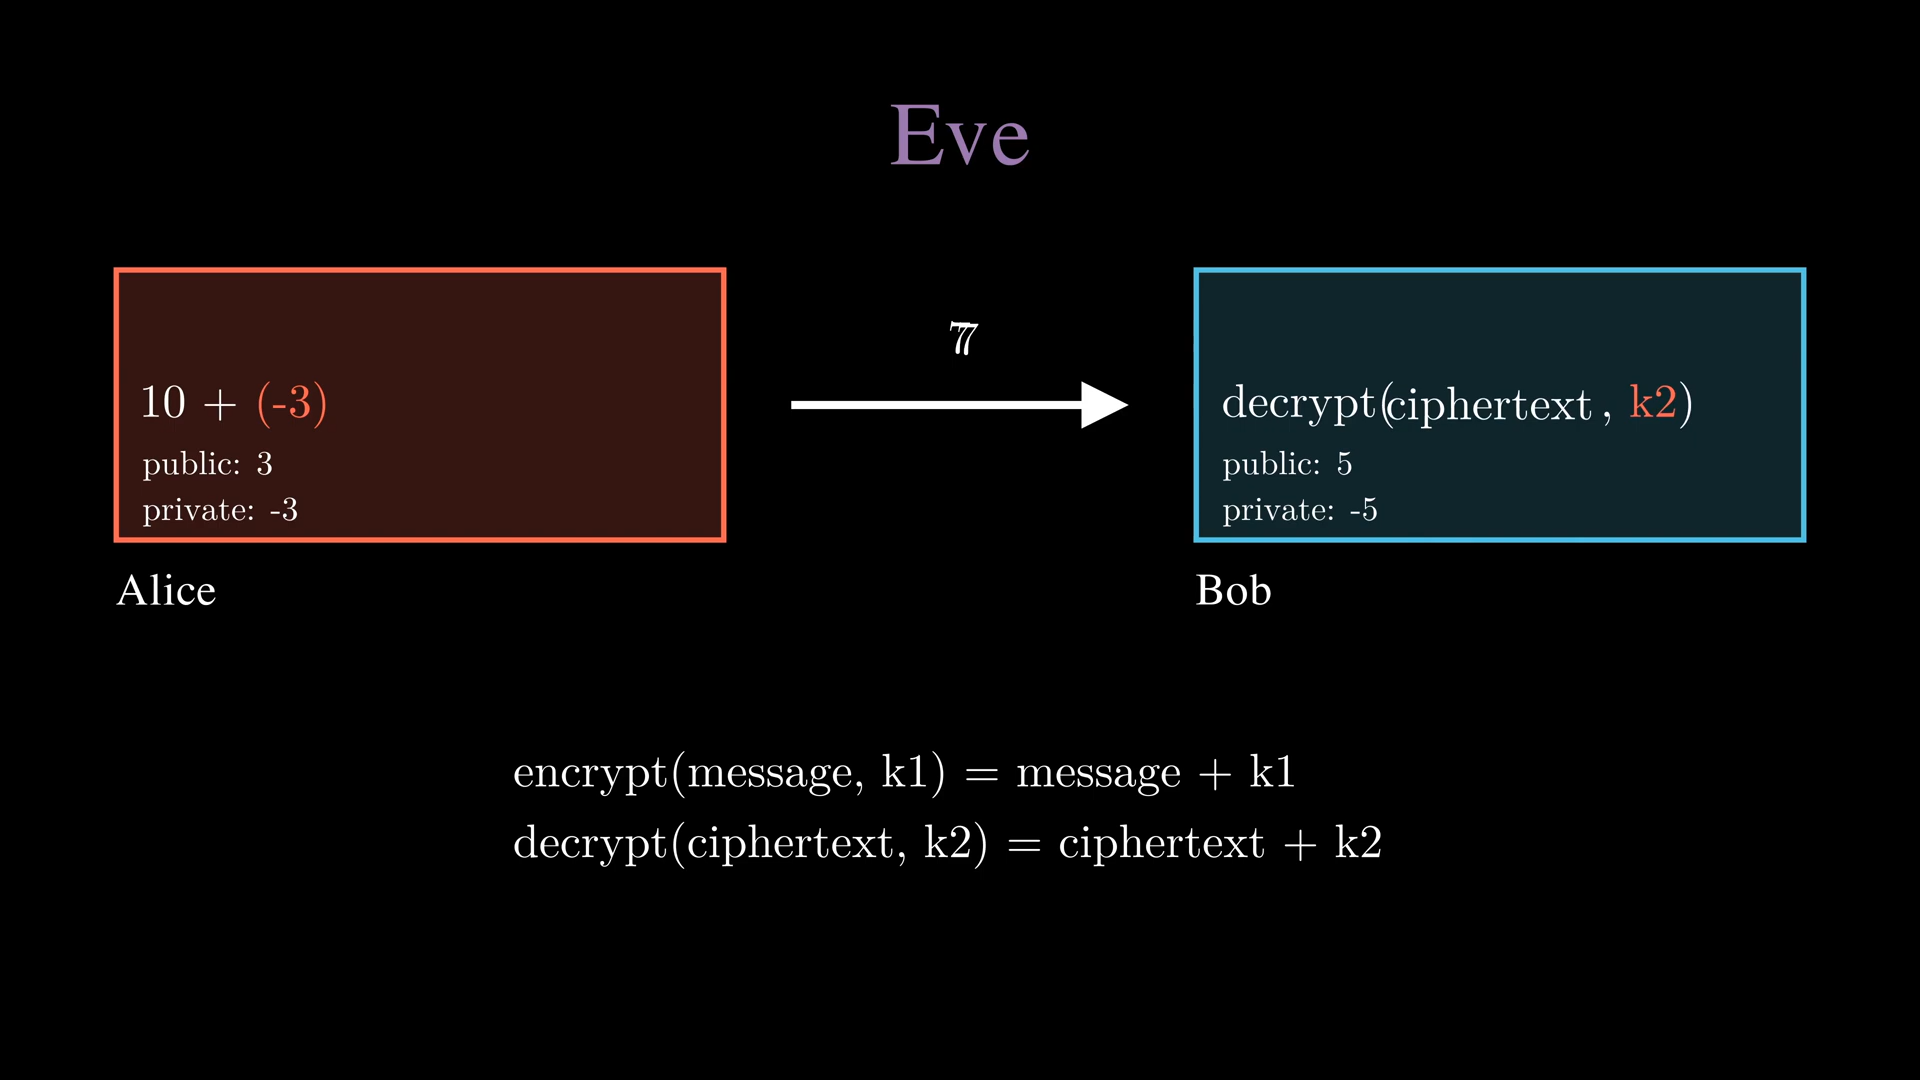 Eve
10 + (-3)
public: 3
private: -3
Alice
7
decrypt(ciphertext, k2)
public: 5
private: -5
Bob
encrypt(message, k1) = message + k1
decrypt(ciphertext, k2) = ciphertext + k2